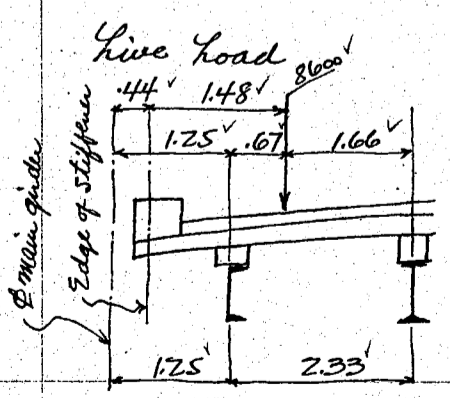 Live Load
8600 ✓
.44 ✓ 1.48 ✓
1.25 ✓ .67 ✓ 1.66 ✓
℄ main girder
Edge of stiffener
1.25 ✓ 2.33 ✓